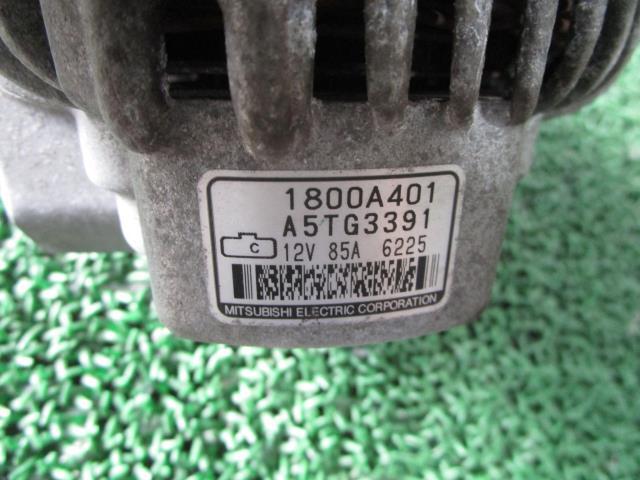 1800A401
A5TG3391
C 12V 85A 6225
MITSUBISHI ELECTRIC CORPORATION